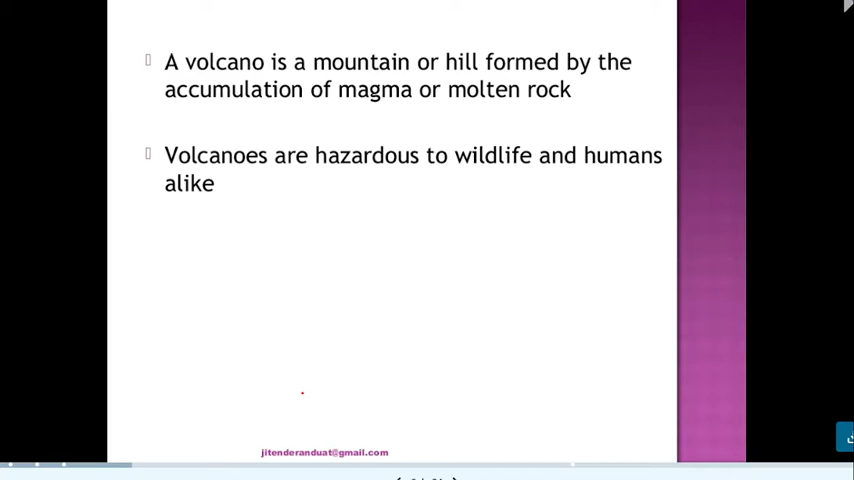 A volcano is a mountain or hill formed by the
accumulation of magma or molten rock
Volcanoes are hazardous to wildlife and humans
alike
jitenderanduat@gmail.com